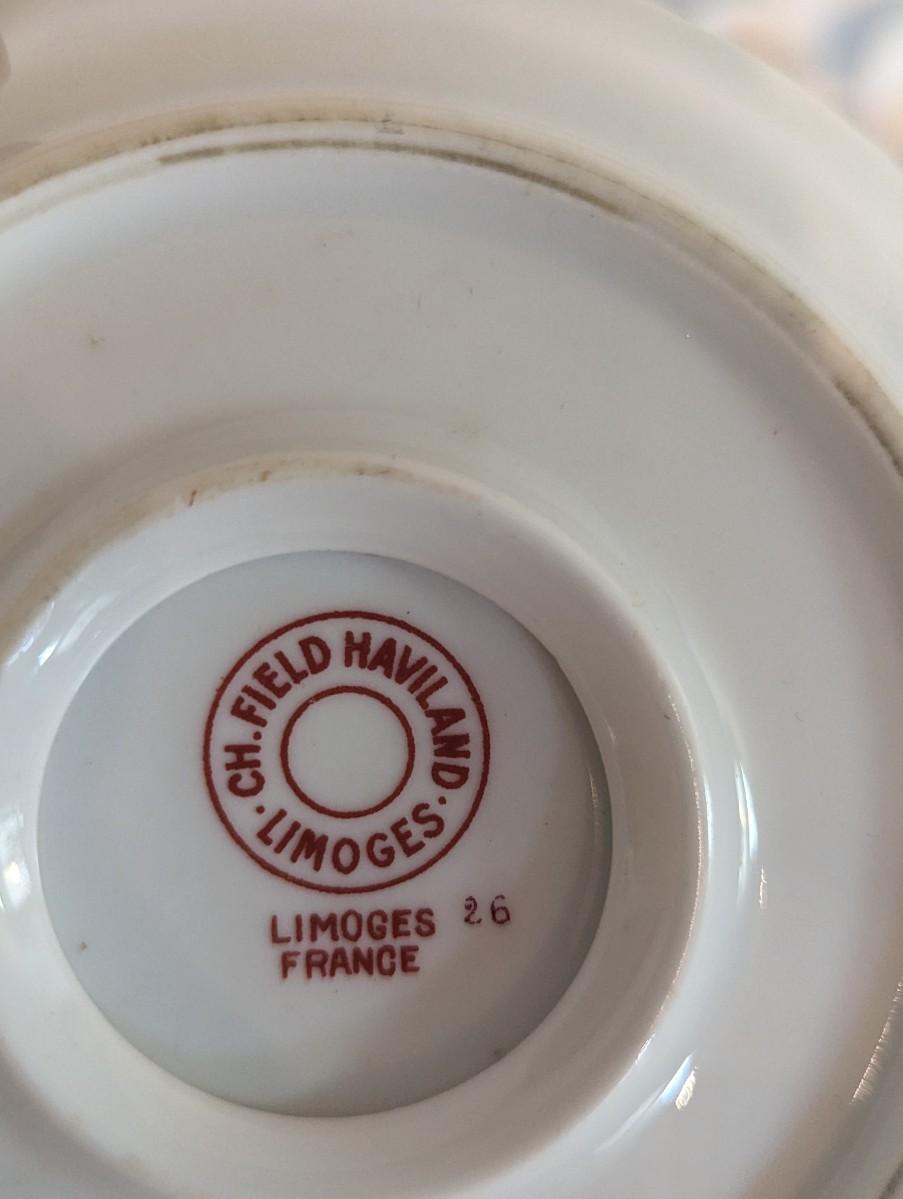 CH. FIELD HAVILAND
· LIMOGES ·
LIMOGES 26
FRANCE